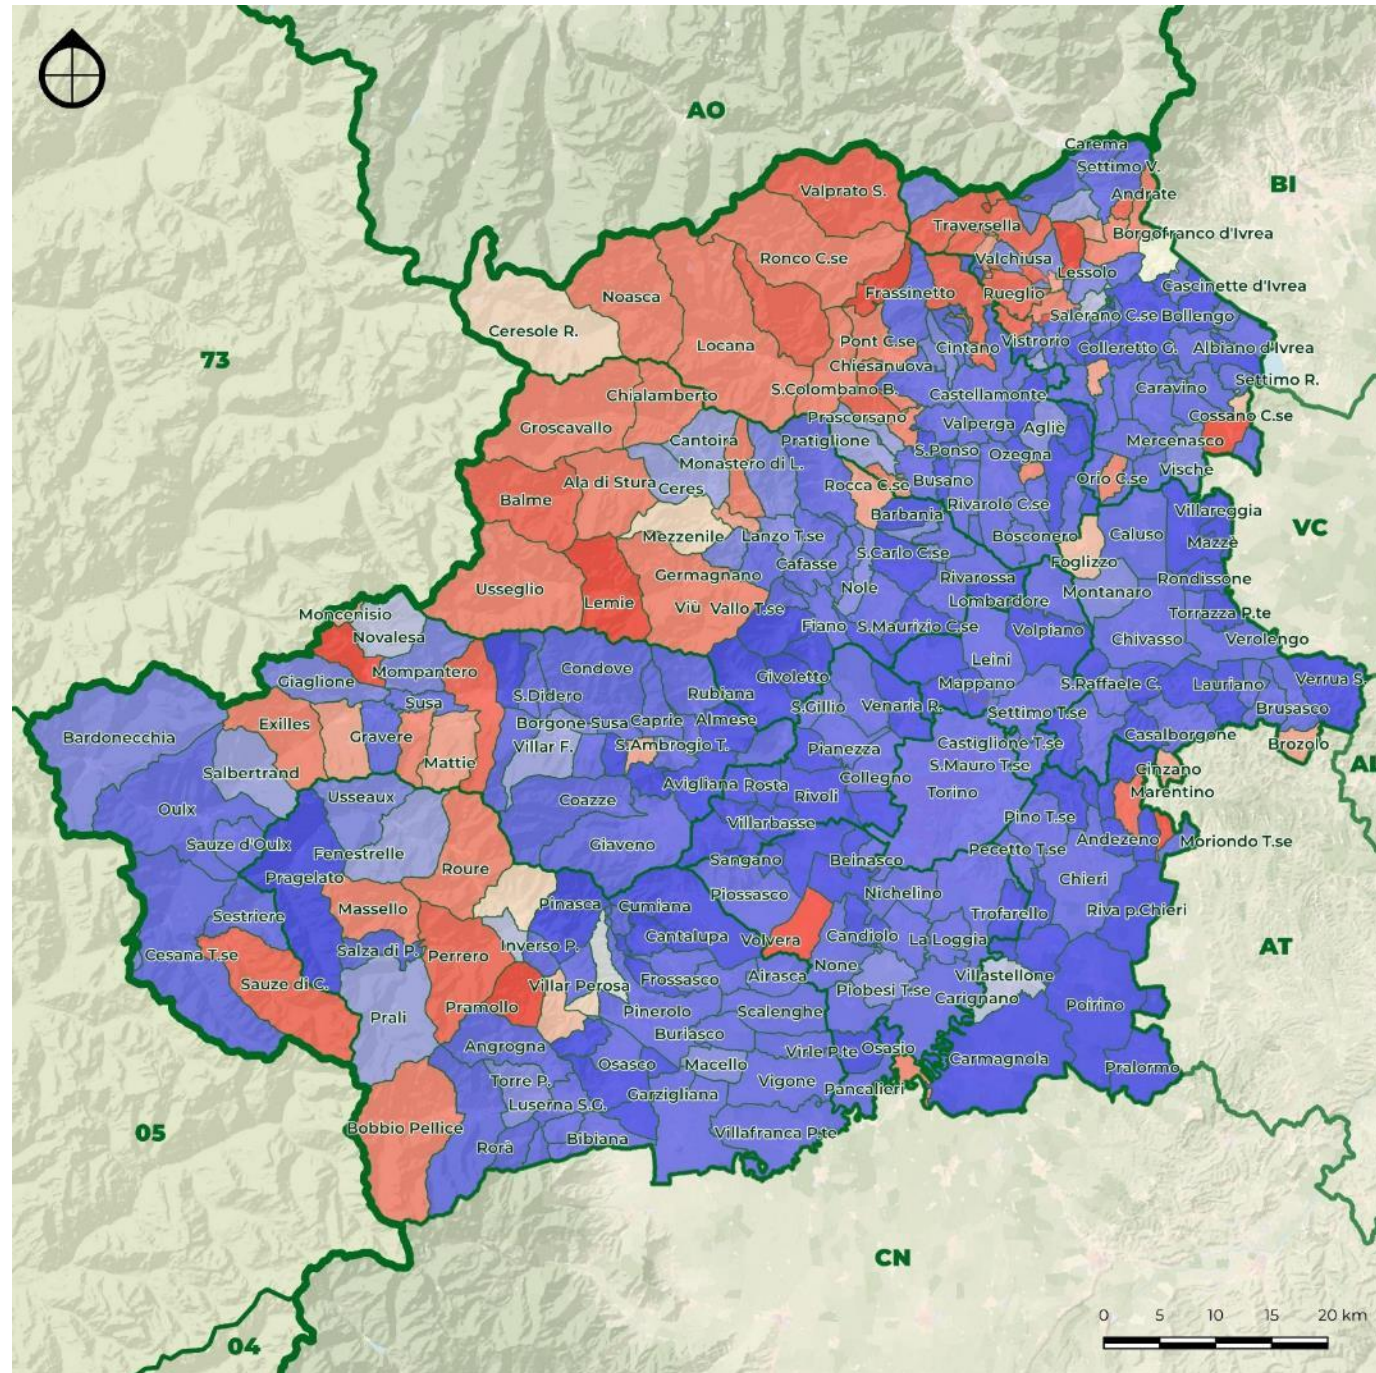 AO
Carema
Settimo V.
BI
Valprato S.
Andrate
Traversella
Borgofranco d'Ivrea
Ronco C.se
Valchiusa
Lessolo
Noasca
Frassinetto
Rueglio
Cascinette d'Ivrea
Ceresole R.
Salerano C.se
Bollengo
Locana
Pont C.se
Cintano
Vistrorio
Colleretto G.
Albiano d'Ivrea
73
Chiesanuova
Settimo R.
Chialamberto
S.Colombano B.
Castellamonte
Caravino
Groscavallo
Prascorsano
Valperga
Agliè
Cossano C.se
Cantoira
Pratiglione
S.Ponso
Ozegna
Mercenasco
Monastero di L.
Vische
Ala di Stura
Ceres
Rocca C.se
Busano
Orio C.se
Balme
Rivarolo C.se
Barbania
Villareggia
VC
Mezzenile
Lanzo T.se
Bosconero
Caluso
Mazzè
S.Carlo C.se
Foglizzo
Cafasse
Germagnano
Rivarossa
Rondissone
Usseglio
Nole
Montanaro
Lemie
Viù
Vallo T.se
Lombardore
Torrazza P.te
Moncenisio
Fiano
S.Maurizio C.se
Volpiano
Chivasso
Verolengo
Novalesa
Leini
Mompantero
Condove
Givoletto
Giaglione
Mappano
S.Raffaele C.
Lauriano
Verrua S.
Susa
S.Didero
Rubiana
S.Gillio
Venaria R.
Settimo T.se
Brusasco
Exilles
Borgone Susa
Caprie
Almese
Bardonecchia
Gravere
Villar F.
S.Ambrogio T.
Pianezza
Castiglione T.se
Casalborgone
Brozolo
Mattie
S.Mauro T.se
Cinzano
AL
Salbertrand
Collegno
Avigliana
Rosta
Rivoli
Torino
Marentino
Usseaux
Coazze
Oulx
Villarbasse
Pino T.se
Andezeno
Moriondo T.se
Sauze d'Oulx
Fenestrelle
Giaveno
Pecetto T.se
Roure
Sangano
Beinasco
Chieri
Pragelato
Piossasco
Nichelino
Massello
Pinasca
Cumiana
Riva p.Chieri
Sestriere
Trofarello
Salza di P.
Inverso P.
Cantalupa
Volvera
Candiolo
La Loggia
AT
Cesana T.se
Perrero
None
Sauze di C.
Villar Perosa
Frossasco
Airasca
Villastellone
Piobesi T.se
Carignano
Pramollo
Pinerolo
Scalenghe
Poirino
Prali
Buriasco
Angrogna
Virle P.te
Osasio
Osasco
Macello
Carmagnola
Pralormo
Torre P.
Vigone
Pancalieri
Garzigliana
Luserna S.G.
Bobbio Pellice
Villafranca P.te
05
Rorà
Bibiana
CN
0 5 10 15 20 km
04